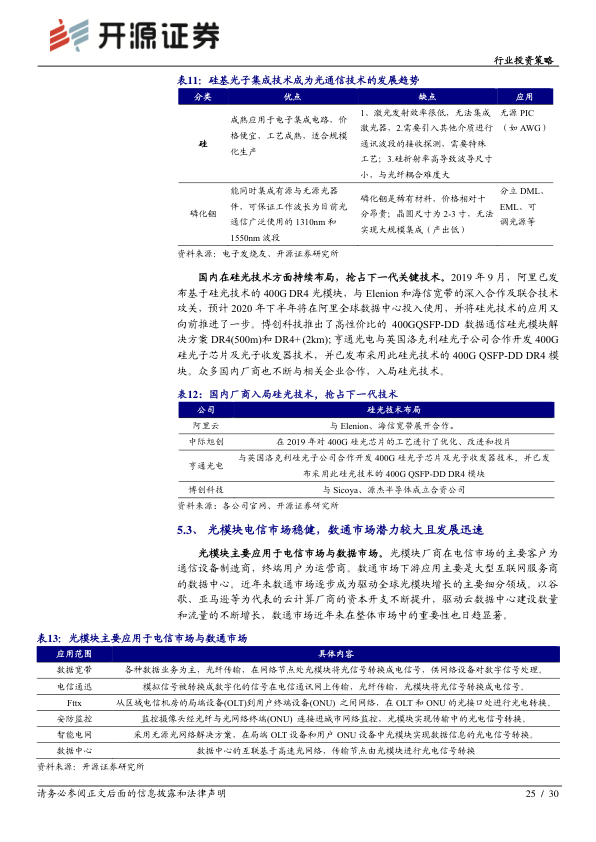 开源证券
行业投资策略
表11：硅基光子集成技术成为光通信技术的发展趋势
分类 优点 缺点 应用
硅
成熟应用于电子集成电路，价
格便宜，工艺成熟，适合规模
化生产
1、激光发射效率很低，无法集成
激光器，2.需要引入其他介质进行
通讯波段的接收探测，需要特殊
工艺；3.硅折射率高导致波导尺寸
小，与光纤耦合难度大
无源 PIC
（如 AWG）
磷化铟
能同时集成有源与无源光器
件，可保证工作波长为目前光
通信广泛使用的 1310nm 和
1550nm 波段
磷化铟是稀有材料，价格相对十
分昂贵；晶圆尺寸为 2-3 寸，无法
实现大规模集成（产出低）
分立 DML、
EML、可
调光源等
资料来源：电子发烧友、开源证券研究所
国内在硅光技术方面持续布局，抢占下一代关键技术。2019 年 9 月，阿里已发
布基于硅光技术的 400G DR4 光模块，与 Elenion 和海信宽带的深入合作及联合技术
攻关，预计 2020 年下半年将在阿里全球数据中心投入使用，并将硅光技术的应用又
向前推进了一步。博创科技推出了高性价比的 400GQSFP-DD 数据通信硅光模块解
决方案 DR4(500m)和 DR4+ (2km); 亨通光电与英国洛克利硅光子公司合作开发 400G
硅光子芯片及光子收发器技术，并已发布采用此硅光技术的 400G QSFP-DD DR4 模
块。众多国内厂商也不断与相关企业合作，入局硅光技术。
表12：国内厂商入局硅光技术，抢占下一代技术
公司 硅光技术布局
阿里云 与 Elenion、海信宽带展开合作。
中际旭创 在 2019 年对 400G 硅光芯片的工艺进行了优化、改进和投片
亨通光电
与英国洛克利硅光子公司合作开发 400G 硅光子芯片及光子收发器技术，并已发
布采用此硅光技术的 400G QSFP-DD DR4 模块
博创科技 与 Sicoya、源杰半导体成立合资公司
资料来源：各公司官网、开源证券研究所
5.3、 光模块电信市场稳健，数通市场潜力较大且发展迅速
光模块主要应用于电信市场与数据市场。光模块厂商在电信市场的主要客户为
通信设备制造商，终端用户为运营商。数通市场下游应用主要是大型互联网服务商
的数据中心。近年来数通市场逐步成为驱动全球光模块增长的主要细分领域。以谷
歌、亚马逊等为代表的云计算厂商的资本开支不断提升，驱动云数据中心建设数量
和流量的不断增长，数通市场近年来在整体市场中的重要性也日趋显著。
表13：光模块主要应用于电信市场与数通市场
应用范围 具体内容
数据宽带 各种数据业务为主，光纤传输，在网络节点处光模块将光信号转换成电信号，供网络设备对数字信号处理。
电信通迅 模拟信号被转换成数字化的信号在电信通讯网上传输，光纤传输，光模块将光信号转换成电信号。
Fttx 从区域电信机房的局端设备(OLT)到用户终端设备(ONU) 之间网络，在 OLT 和 ONU 的光接口处进行光电转换。
安防监控 监控摄像头经光纤与光网络终端(ONU) 连接进城市网络监控，光模块实现传输中的光电信号转换。
智能电网 采用无源光网络解决方案，在局端 OLT 设备和用户 ONU 设备中光模块实现数据信息的光电信号转换。
数据中心 数据中心的互联基于高速光网络，传输节点由光模块进行光电信号转换
资料来源：开源证券研究所
请务必参阅正文后面的信息披露和法律声明 25 / 30